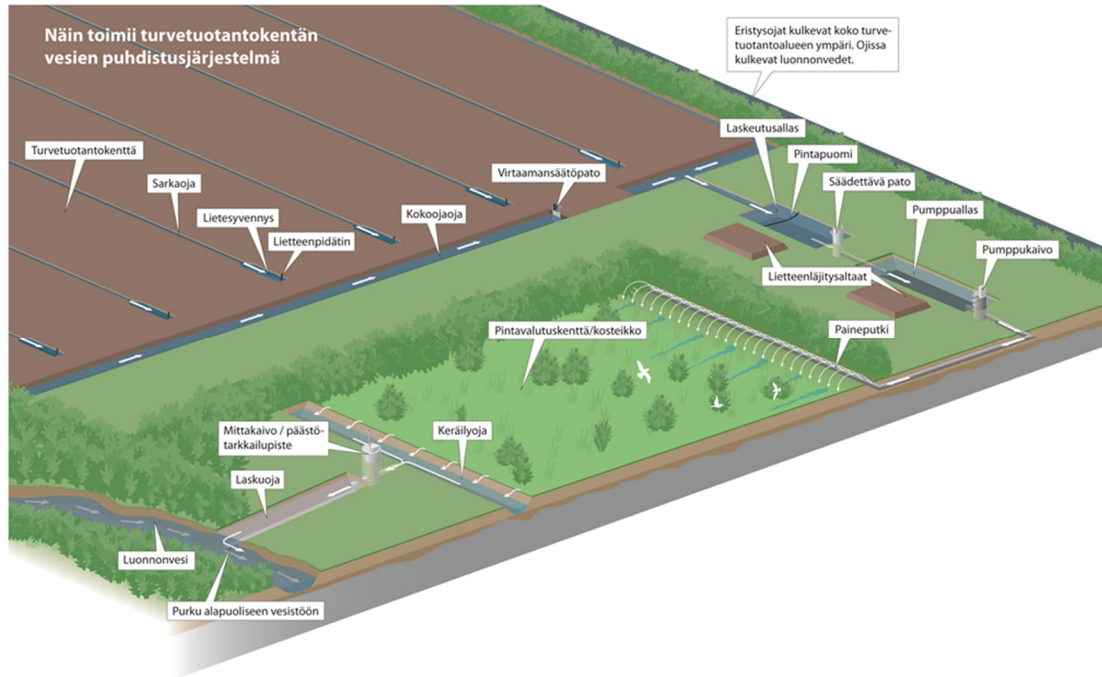 Näin toimii turvetuotantokentän
vesien puhdistusjärjestelmä
Eristysojat kulkevat koko turve-
tuotantoalueen ympäri. Ojissa
kulkevat luonnonvedet.
Turvetuotantokenttä
Sarkaoja
Lietesyvennys
Lietteenpidätin
Kokoojaoja
Virtaamansäätöpato
Laskeutusallas
Pintapuomi
Säädettävä pato
Pumppuallas
Pumppukaivo
Lietteenläjitysaltaat
Paineputki
Pintavalutuskenttä/kosteikko
Mittakaivo / päästö-
tarkkailupiste
Keräilyoja
Laskuoja
Luonnonvesi
Purku alapuoliseen vesistöön